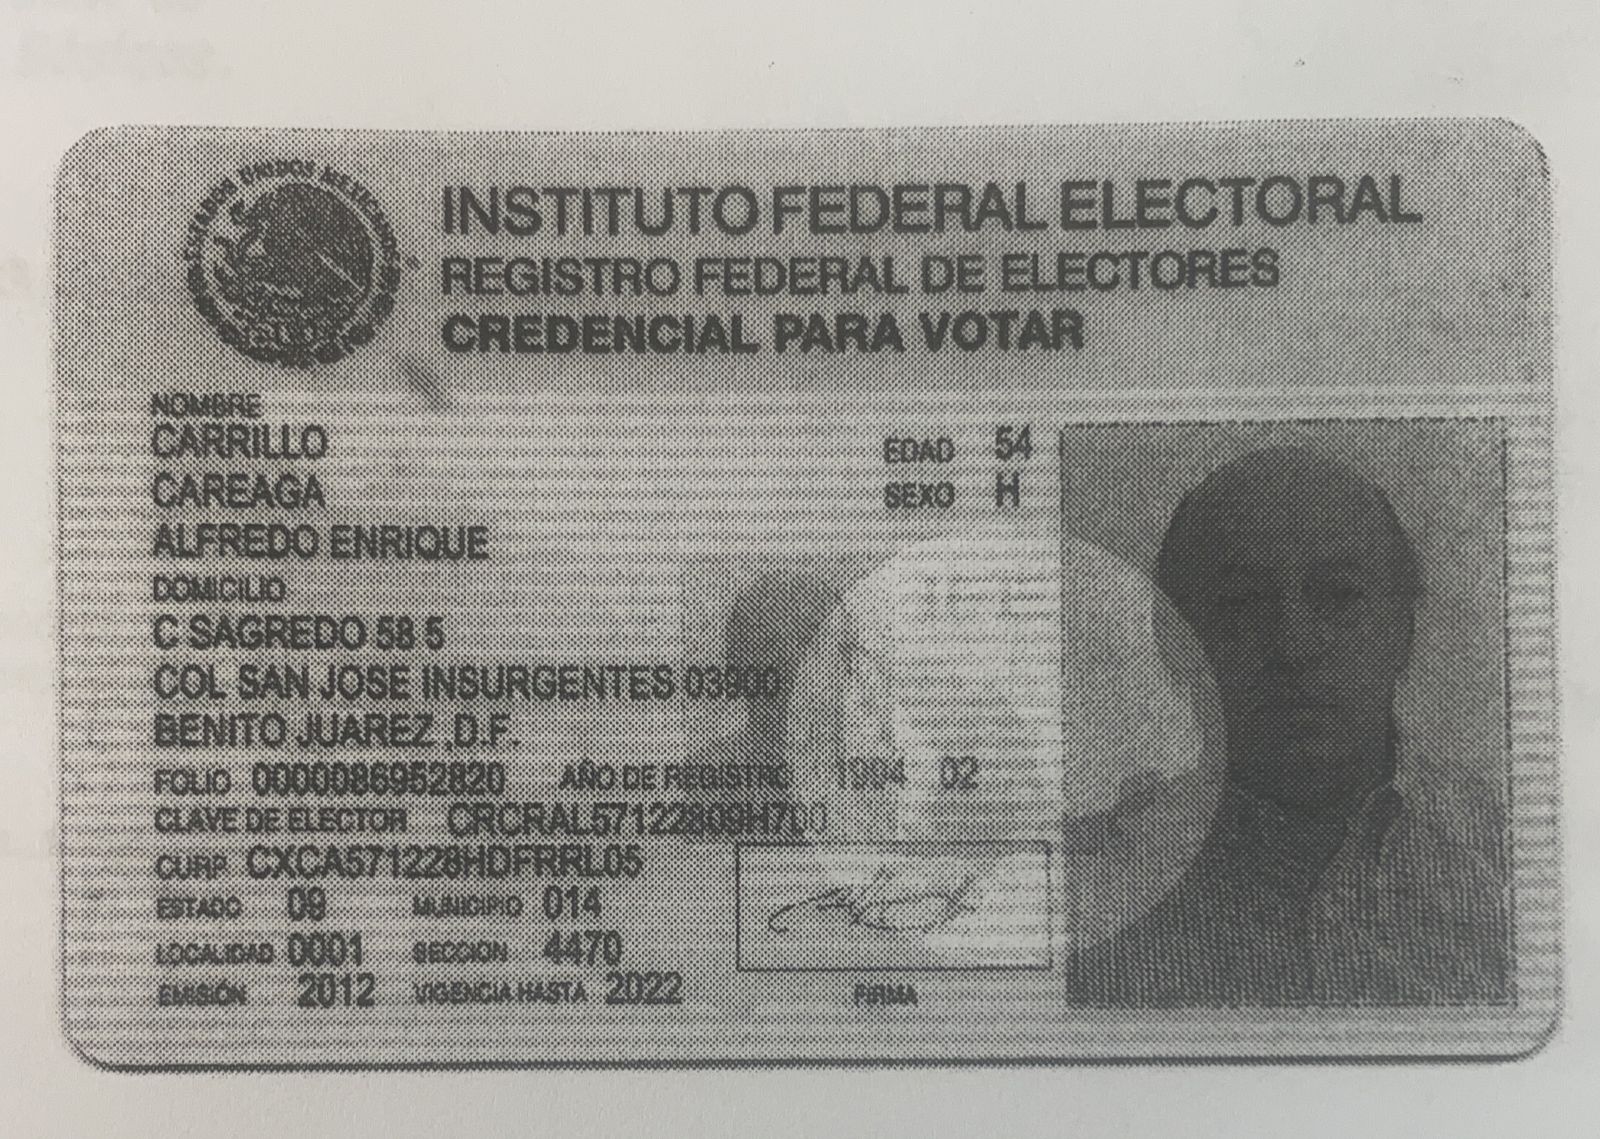 ESTADOS UNIDOS MEXICANOS
INSTITUTO FEDERAL ELECTORAL
REGISTRO FEDERAL DE ELECTORES
CREDENCIAL PARA VOTAR
NOMBRE
CARRILLO
CAREAGA
ALFREDO ENRIQUE
EDAD 54
SEXO H
DOMICILIO
C SAGREDO 58 5
COL SAN JOSE INSURGENTES 03900
BENITO JUAREZ ,D.F.
FOLIO 0000086952820 AÑO DE REGISTRO 1994 02
CLAVE DE ELECTOR
CURP CXCA571228HDFRRL05
ESTADO 09 MUNICIPIO 014
LOCALIDAD 0001 SECCION 4470
EMISIÓN 2012 VIGENCIA HASTA 2022
FIRMA